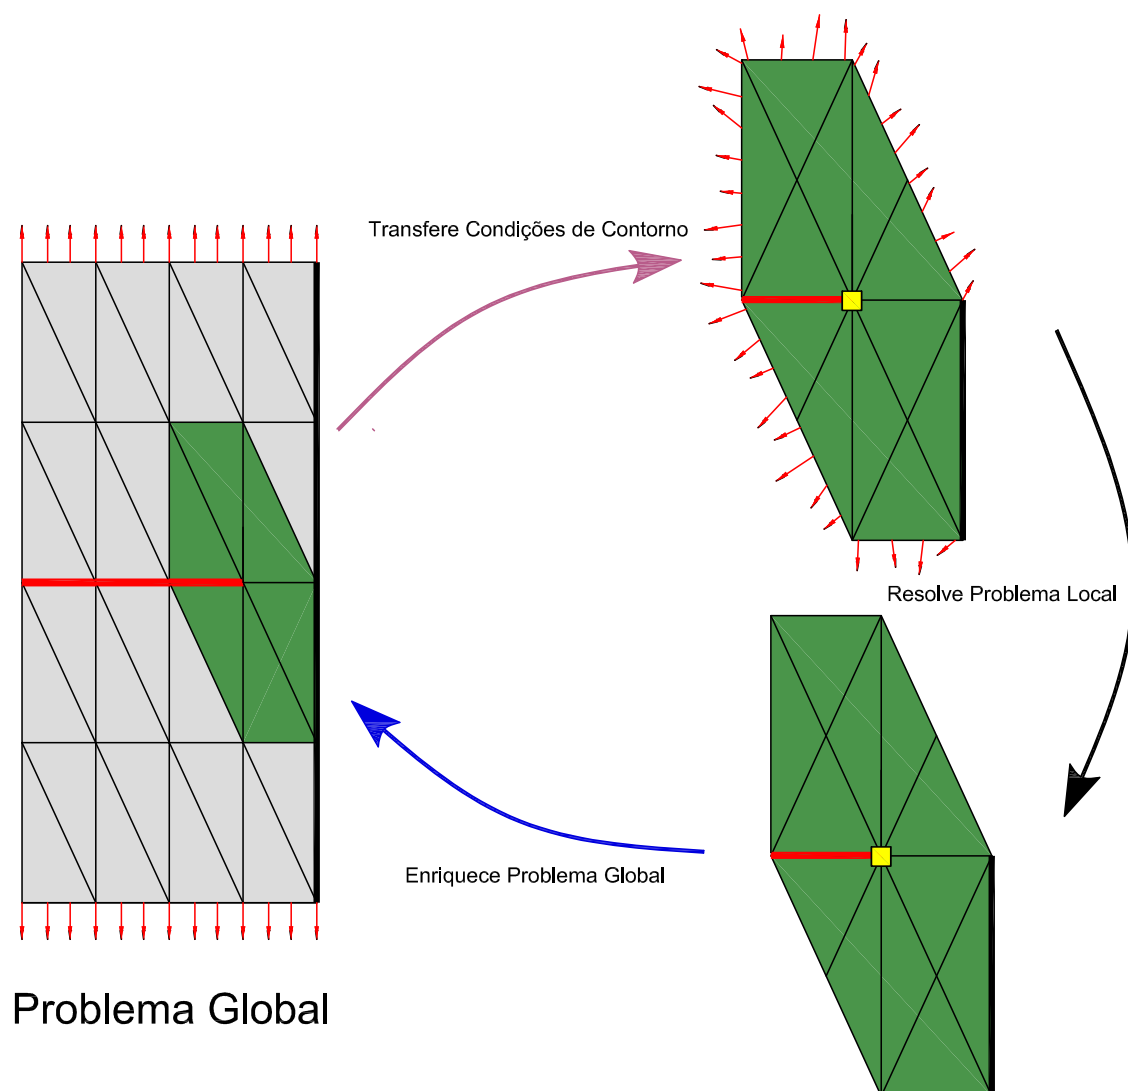 Transfere Condições de Contorno
Resolve Problema Local
Enriquece Problema Global
Problema Global